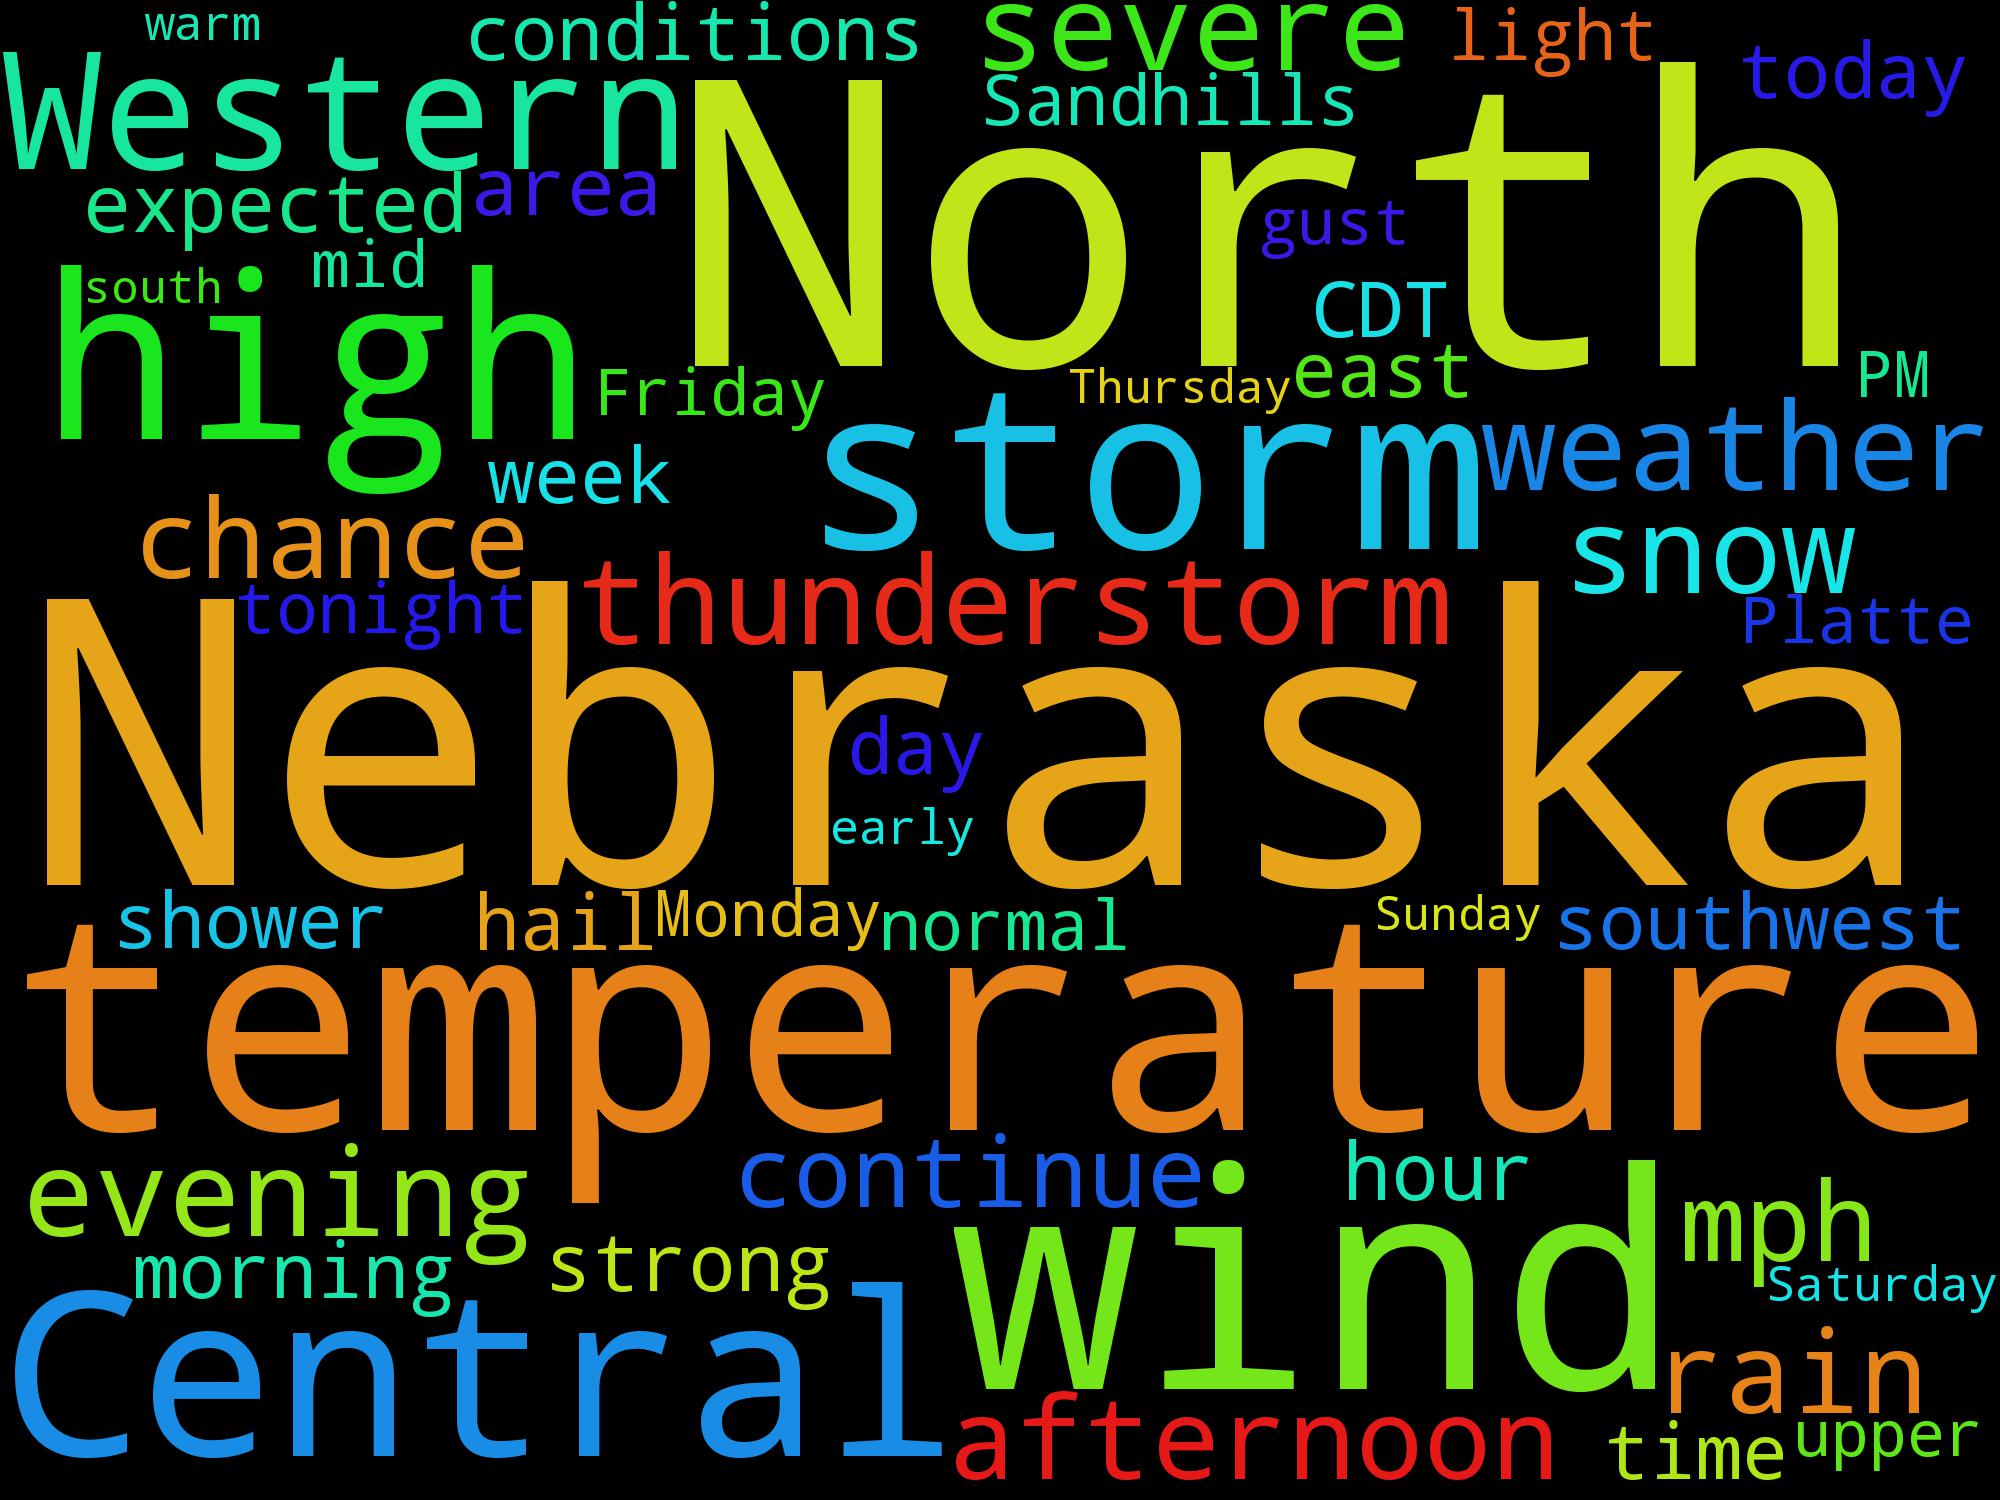 warm
conditions
severe
light
Western
Sandhills
today
North
expected
area
gust
mid
south
high
CDT
Friday
Thursday
east
PM
storm
weather
week
chance
snow
tonight
thunderstorm
Platte
Nebraska
day
early
shower
hail
Monday
normal
Sunday
southwest
temperature
evening
continue
hour
mph
wind
morning
strong
Saturday
Central
rain
afternoon
time
upper